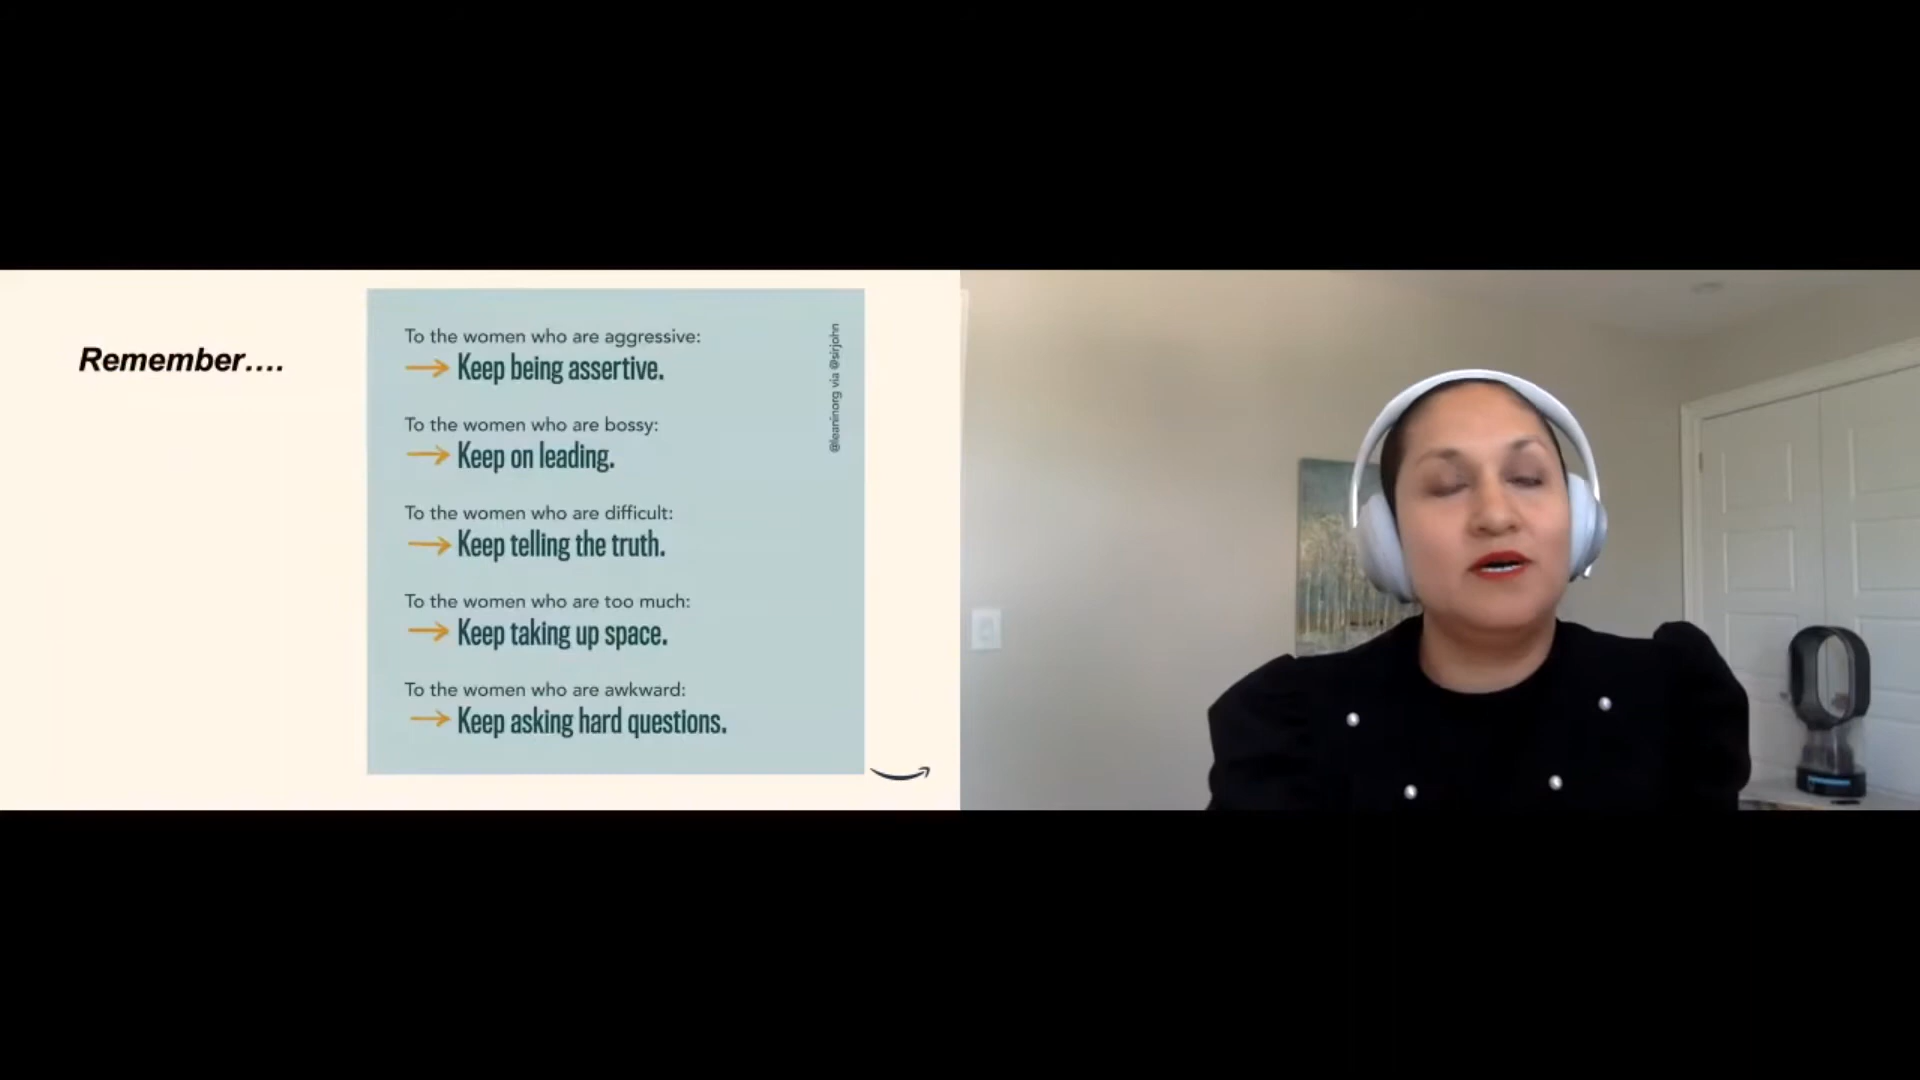 Remember....
To the women who are aggressive:
Keep being assertive.
To the women who are bossy:
Keep on leading.
To the women who are difficult:
Keep telling the truth.
To the women who are too much:
Keep taking up space.
To the women who are awkward:
Keep asking hard questions.
@leaninorg via @sirjohn